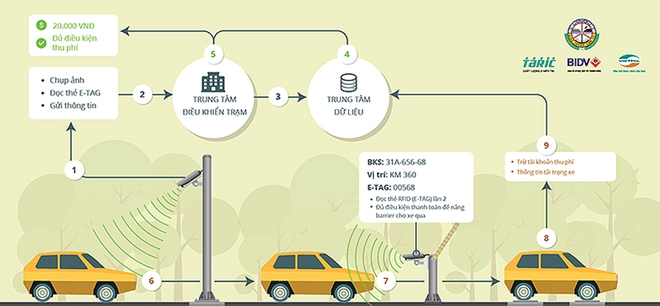 20,000 VNĐ
Đủ điều kiện
thu phí
Chụp ảnh
Đọc thẻ E-TAG
Gửi thông tin
1
2
5
TRUNG TÂM
ĐIỀU KHIỂN TRẠM
3
4
TRUNG TÂM
DỮ LIỆU
TÁRIC
BIDV
VIETTEL
BKS: 31A-656-68
Vị trí: KM 360
E-TAG: 00568
Đọc thẻ RFID (E-TAG) lần 2
Đủ điều kiện thanh toán để nâng
barrier cho xe qua
9
Trừ tài khoản thu phí
Thông tin tải trọng xe
6
7
8